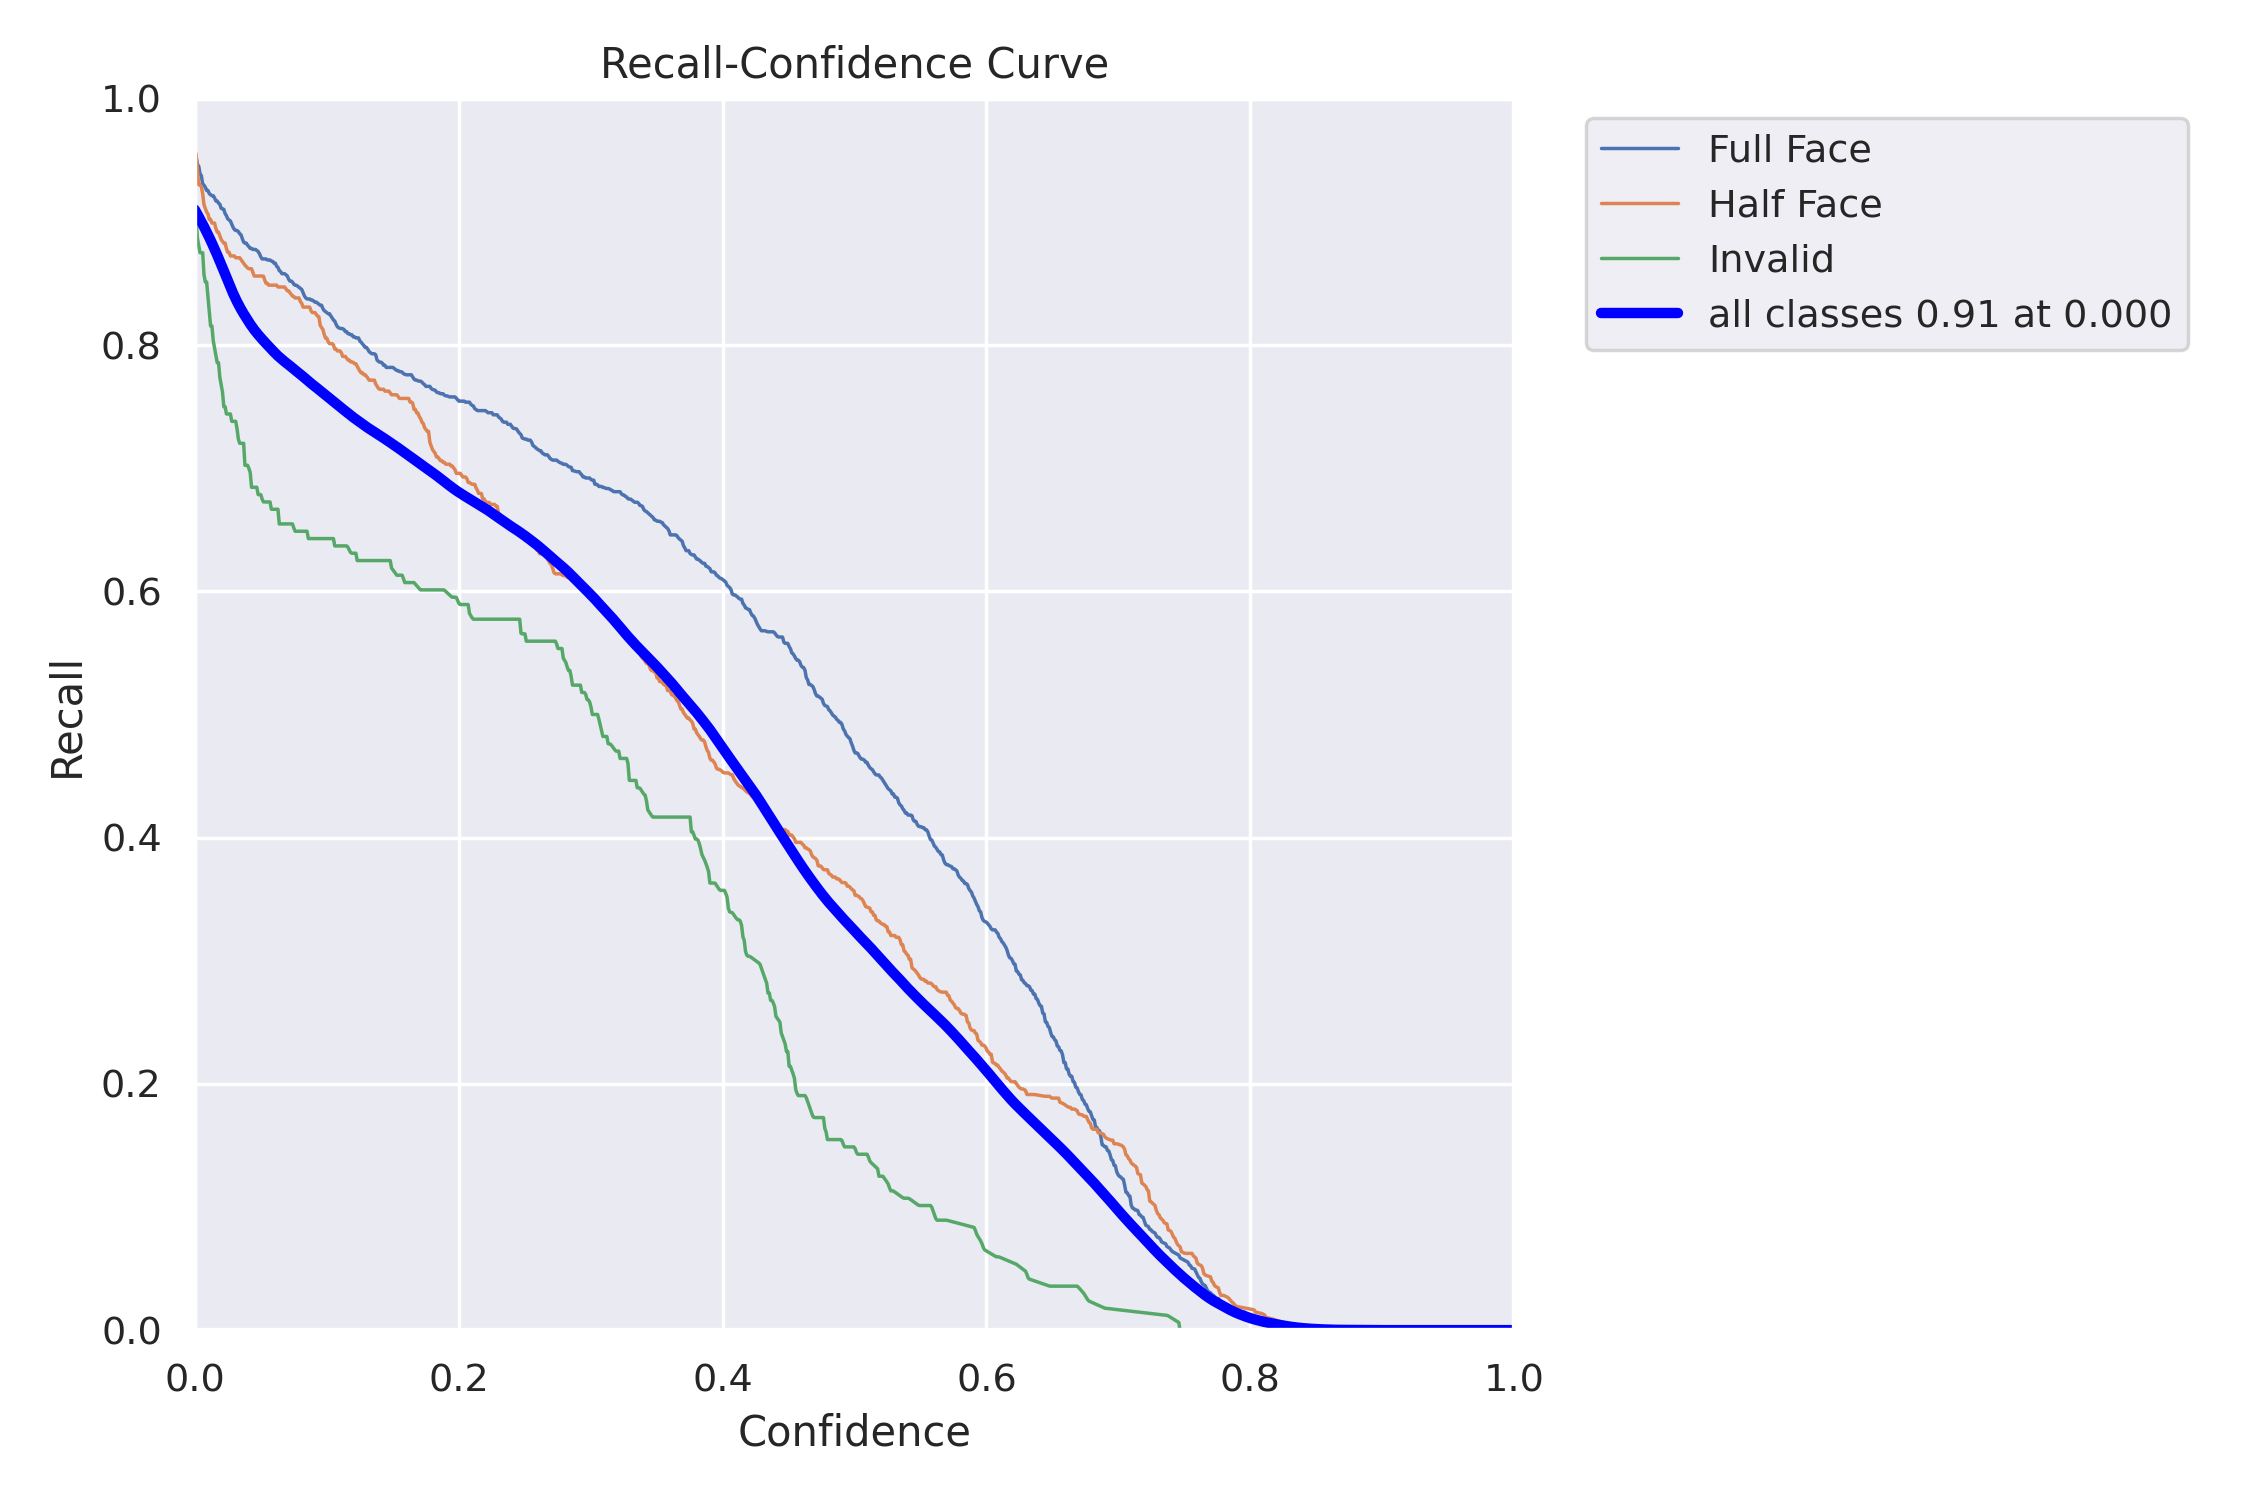 Recall-Confidence Curve
1.0
0.8
0.6
0.4
0.2
0.0
Recall
0.0 0.2 0.4 0.6 0.8 1.0
Confidence
Full Face
Half Face
Invalid
all classes 0.91 at 0.000